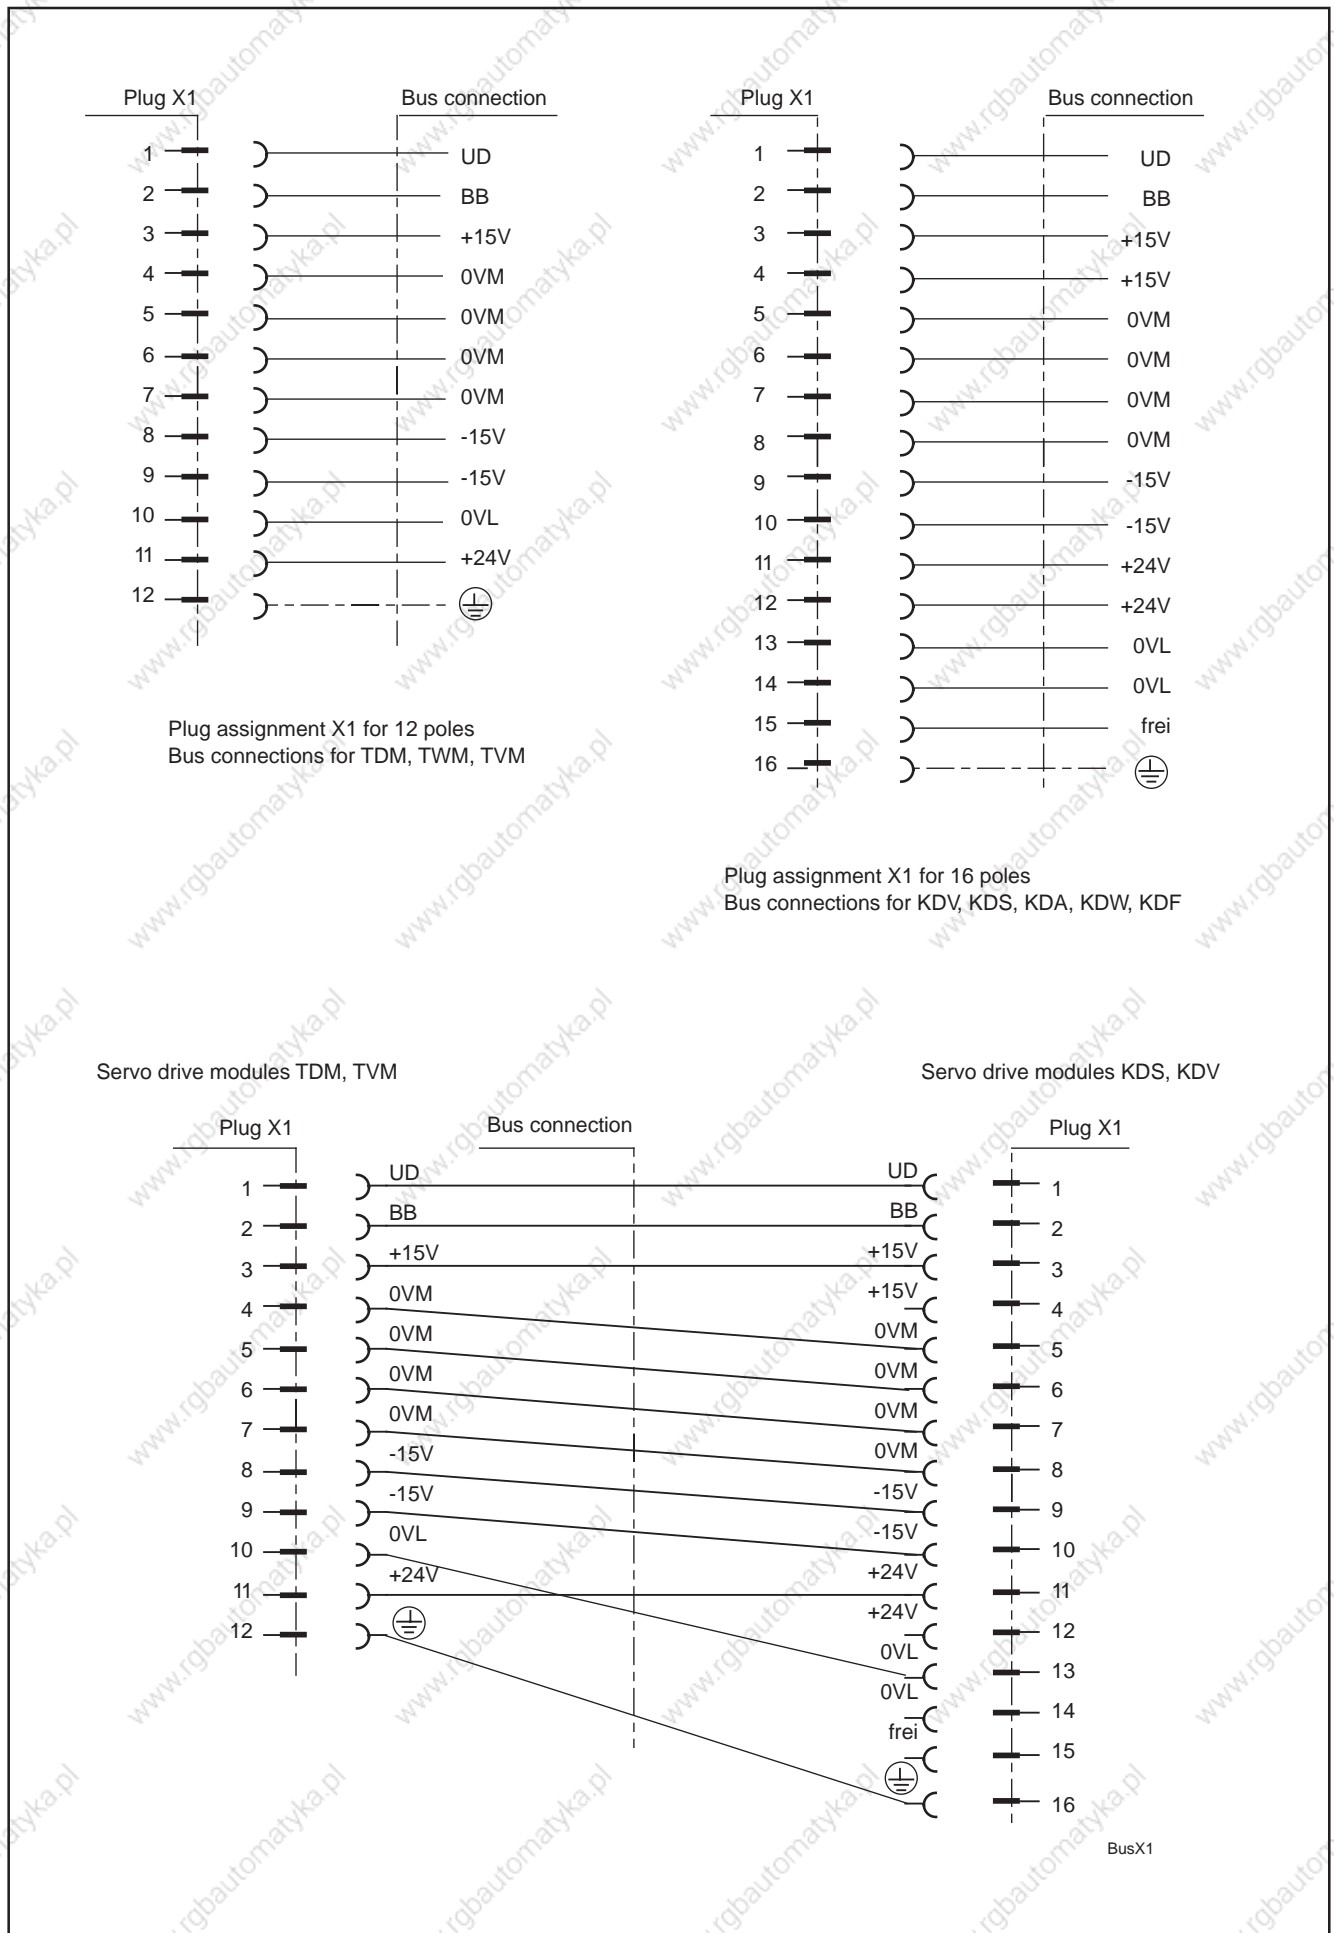 Plug X1 Bus connection
1 UD
2 BB
3 +15V
4 0VM
5 0VM
6 0VM
7 0VM
8 -15V
9 -15V
10 0VL
11 +24V
12
Plug assignment X1 for 12 poles
Bus connections for TDM, TWM, TVM
Plug X1 Bus connection
1 UD
2 BB
3 +15V
4 +15V
5 0VM
6 0VM
7 0VM
8 0VM
9 -15V
10 -15V
11 +24V
12 +24V
13 0VL
14 0VL
15 frei
16
Plug assignment X1 for 16 poles
Bus connections for KDV, KDS, KDA, KDW, KDF
Servo drive modules TDM, TVM
Servo drive modules KDS, KDV
Plug X1 Bus connection Plug X1
1 UD UD 1
2 BB BB 2
3 +15V +15V 3
4 0VM +15V 4
5 0VM 0VM 5
6 0VM 0VM 6
7 0VM 0VM 7
8 -15V 0VM 8
9 -15V -15V 9
10 0VL -15V 10
11 +24V +24V 11
12 +24V 12
0VL 13
0VL 14
frei 15
16
BusX1
www.rgbautomatyka.pl